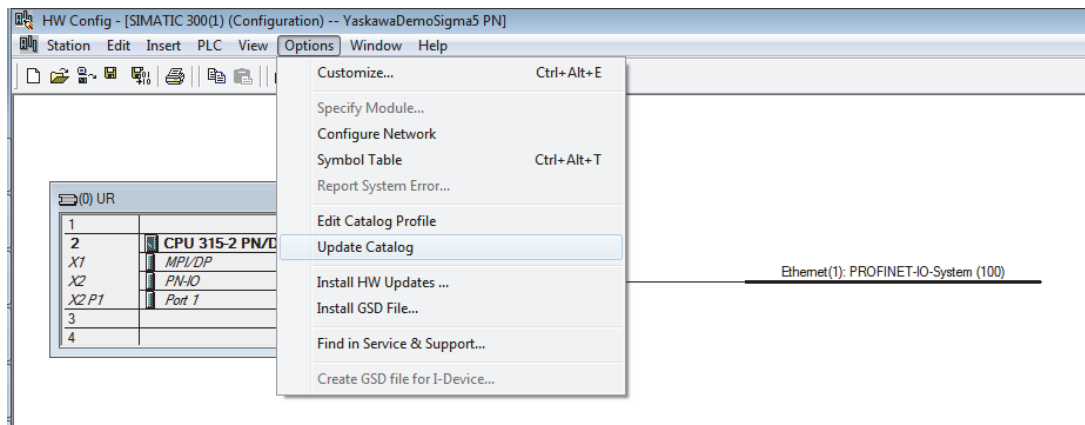 HW Config - [SIMATIC 300(1) (Configuration) -- YaskawaDemoSigma5 PN]
Station Edit Insert PLC View Options Window Help
Customize... Ctrl+Alt+E
Specify Module...
Configure Network
Symbol Table Ctrl+Alt+T
Report System Error...
Edit Catalog Profile
Update Catalog
Install HW Updates ...
Install GSD File...
Find in Service & Support...
Create GSD file for I-Device...
(0) UR
1
2 CPU 315-2 PN/D
X1 MPI/DP
X2 PN-IO
X2 P1 Port 1
3
4
Ethernet(1): PROFINET-IO-System (100)